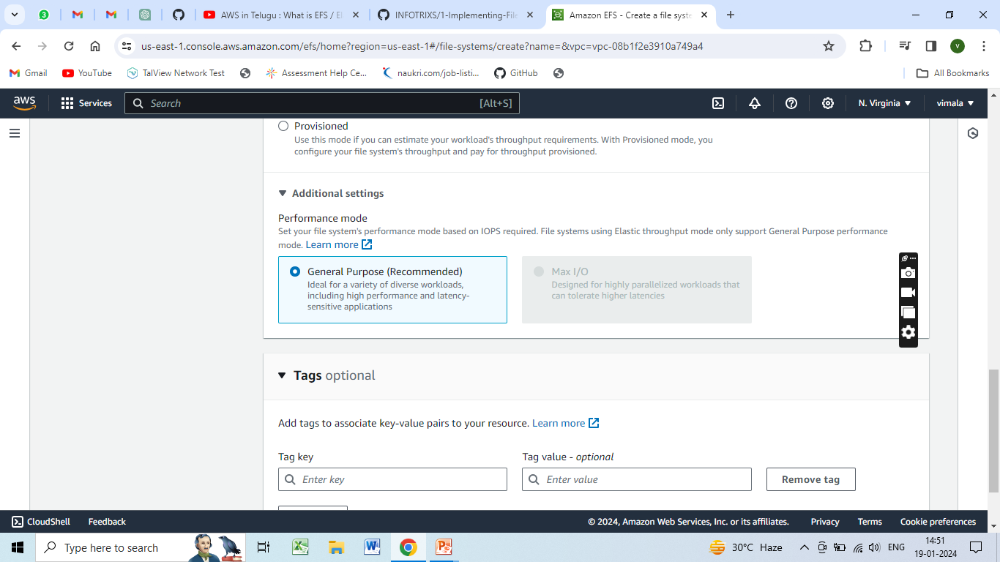 3
AWS in Telugu : What is EFS / E
INFOTRIXS/1-Implementing-File
Amazon EFS - Create a file syste
us-east-1.console.aws.amazon.com/efs/home?region=us-east-1#/file-systems/create?name=&vpc=vpc-08b1f2e3910a749a4
V
Gmail
YouTube
TalView Network Test
Assessment Help Ce...
naukri.com/job-listi...
GitHub
All Bookmarks
aws
Services
Search
[Alt+S]
N. Virginia
vimala
Provisioned
Use this mode if you can estimate your workload's throughput requirements. With Provisioned mode, you
configure your file system's throughput and pay for throughput provisioned.
Additional settings
Performance mode
Set your file system's performance mode based on IOPS required. File systems using Elastic throughput mode only support General Purpose performance
mode. Learn more
General Purpose (Recommended)
Ideal for a variety of diverse workloads,
including high performance and latency-
sensitive applications
Max I/O
Designed for highly parallelized workloads that
can tolerate higher latencies
Tags optional
Add tags to associate key-value pairs to your resource. Learn more
Tag key
Tag value - optional
Enter key
Enter value
Remove tag
CloudShell
Feedback
© 2024, Amazon Web Services, Inc. or its affiliates.
Privacy
Terms
Cookie preferences
Type here to search
30°C Haze
ENG
14:51
19-01-2024